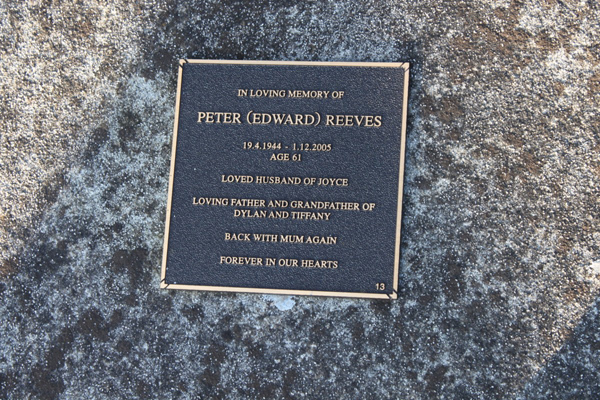 IN LOVING MEMORY OF
PETER (EDWARD) REEVES
19.4.1944 - 1.12.2005
AGE 61
LOVED HUSBAND OF JOYCE
LOVING FATHER AND GRANDFATHER OF
DYLAN AND TIFFANY
BACK WITH MUM AGAIN
FOREVER IN OUR HEARTS
13